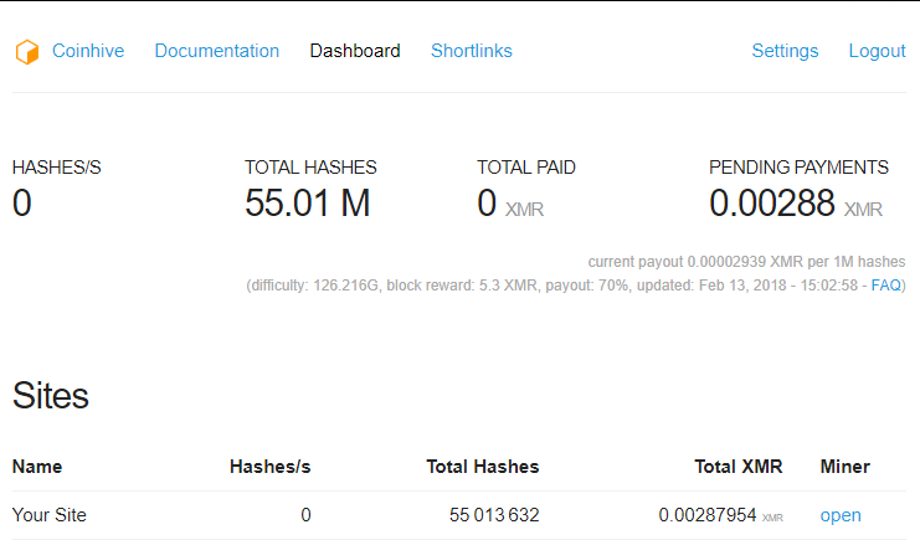 Coinhive Documentation Dashboard Shortlinks Settings Logout
HASHES/S TOTAL HASHES TOTAL PAID PENDING PAYMENTS
0 55.01 M 0 XMR 0.00288 XMR
current payout 0.00002939 XMR per 1M hashes
(difficulty: 126.216G, block reward: 5.3 XMR, payout: 70%, updated: Feb 13, 2018 - 15:02:58 - FAQ)
Sites
Name Hashes/s Total Hashes Total XMR Miner
Your Site 0 55 013 632 0.00287954 XMR open